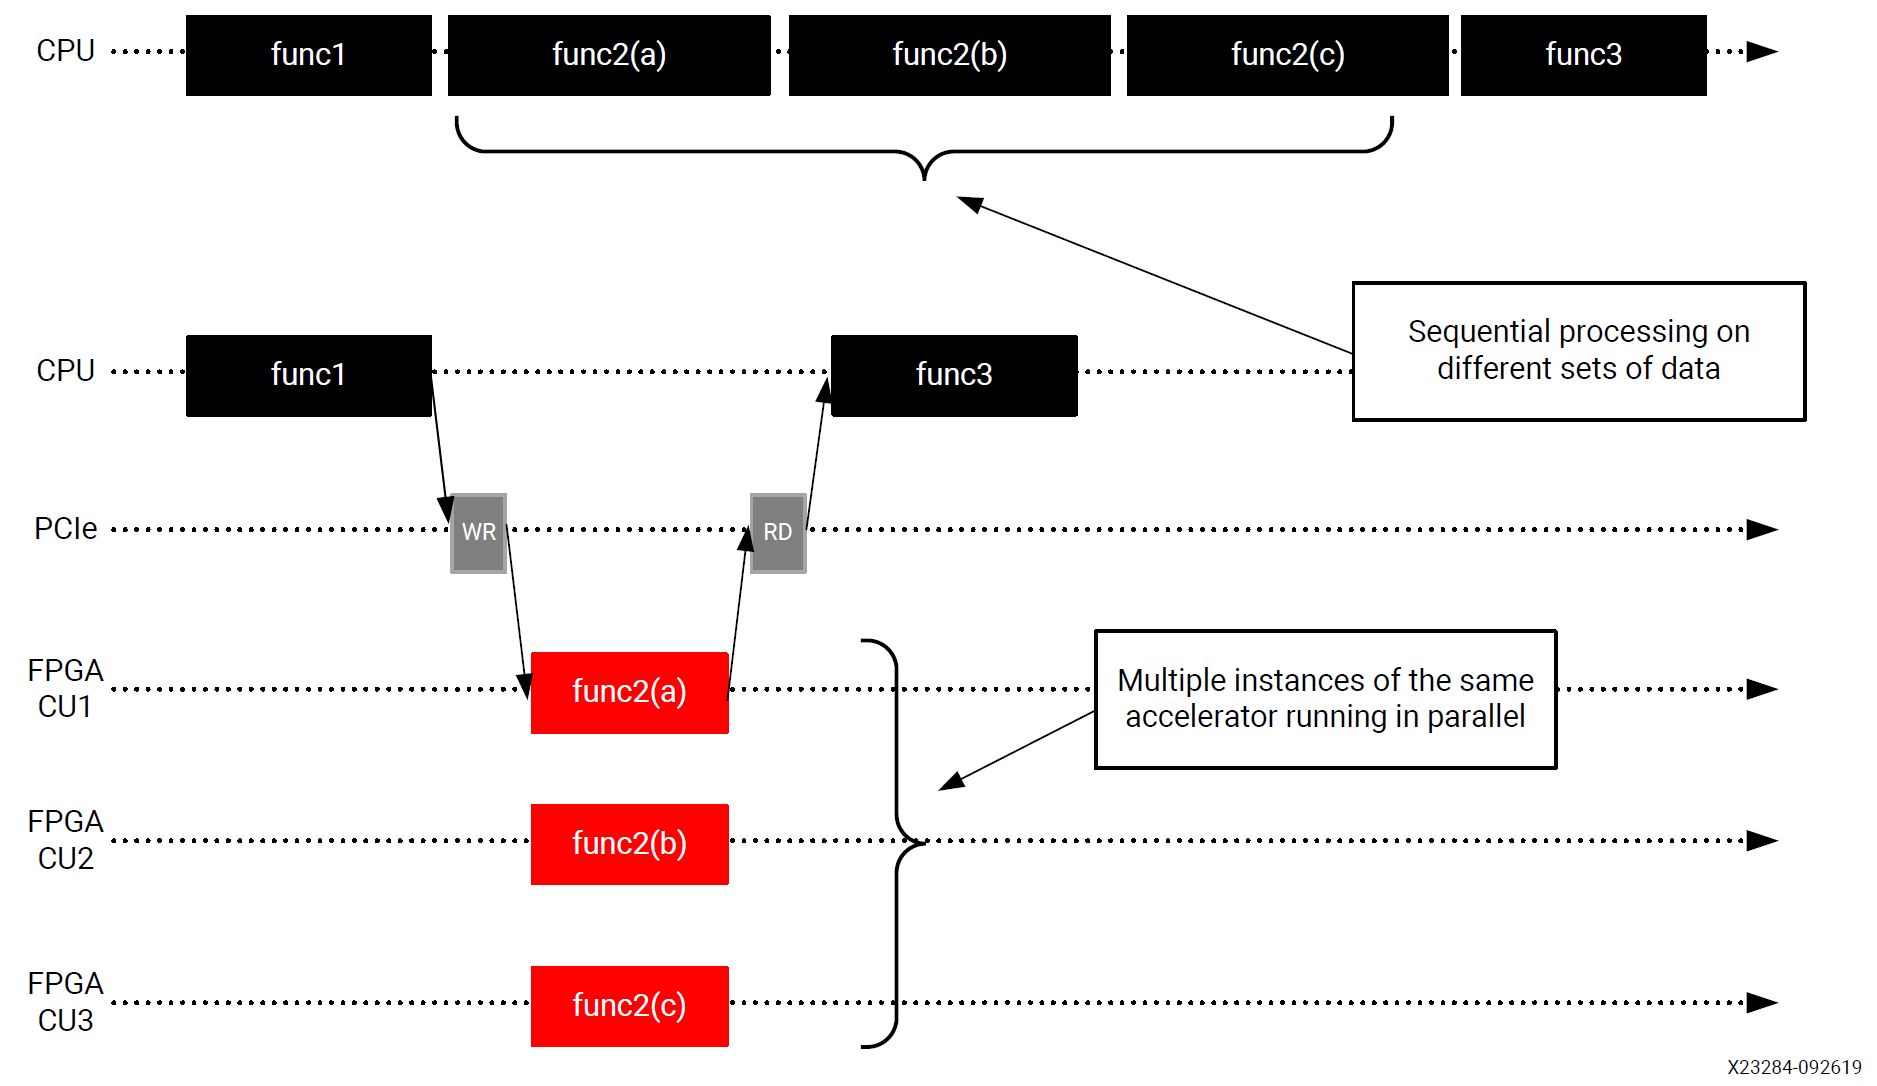 CPU
func1
func2(a)
func2(b)
func2(c)
func3
Sequential processing on
different sets of data
CPU
func1
func3
PCIe
WR
RD
FPGA
CU1
func2(a)
Multiple instances of the same
accelerator running in parallel
FPGA
CU2
func2(b)
FPGA
CU3
func2(c)
X23284-092619